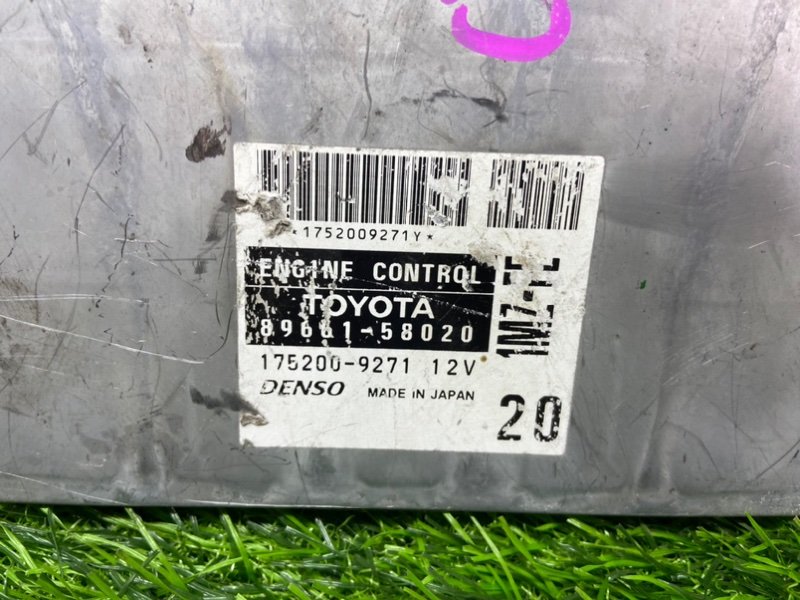 *1752009271Y*
ENGINE CONTROL
TOYOTA
89661-58020
175200-9271 12V
DENSO MADE IN JAPAN
1MZ-FE
20